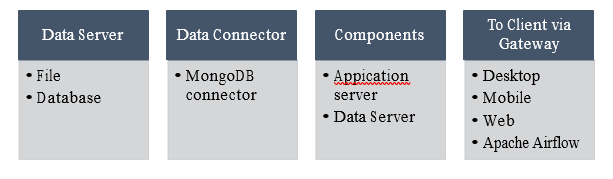 Data Server
• File
• Database
Data Connector
• MongoDB
connector
Components
• Appication
server
• Data Server
To Client via
Gateway
• Desktop
• Mobile
• Web
• Apache Airflow